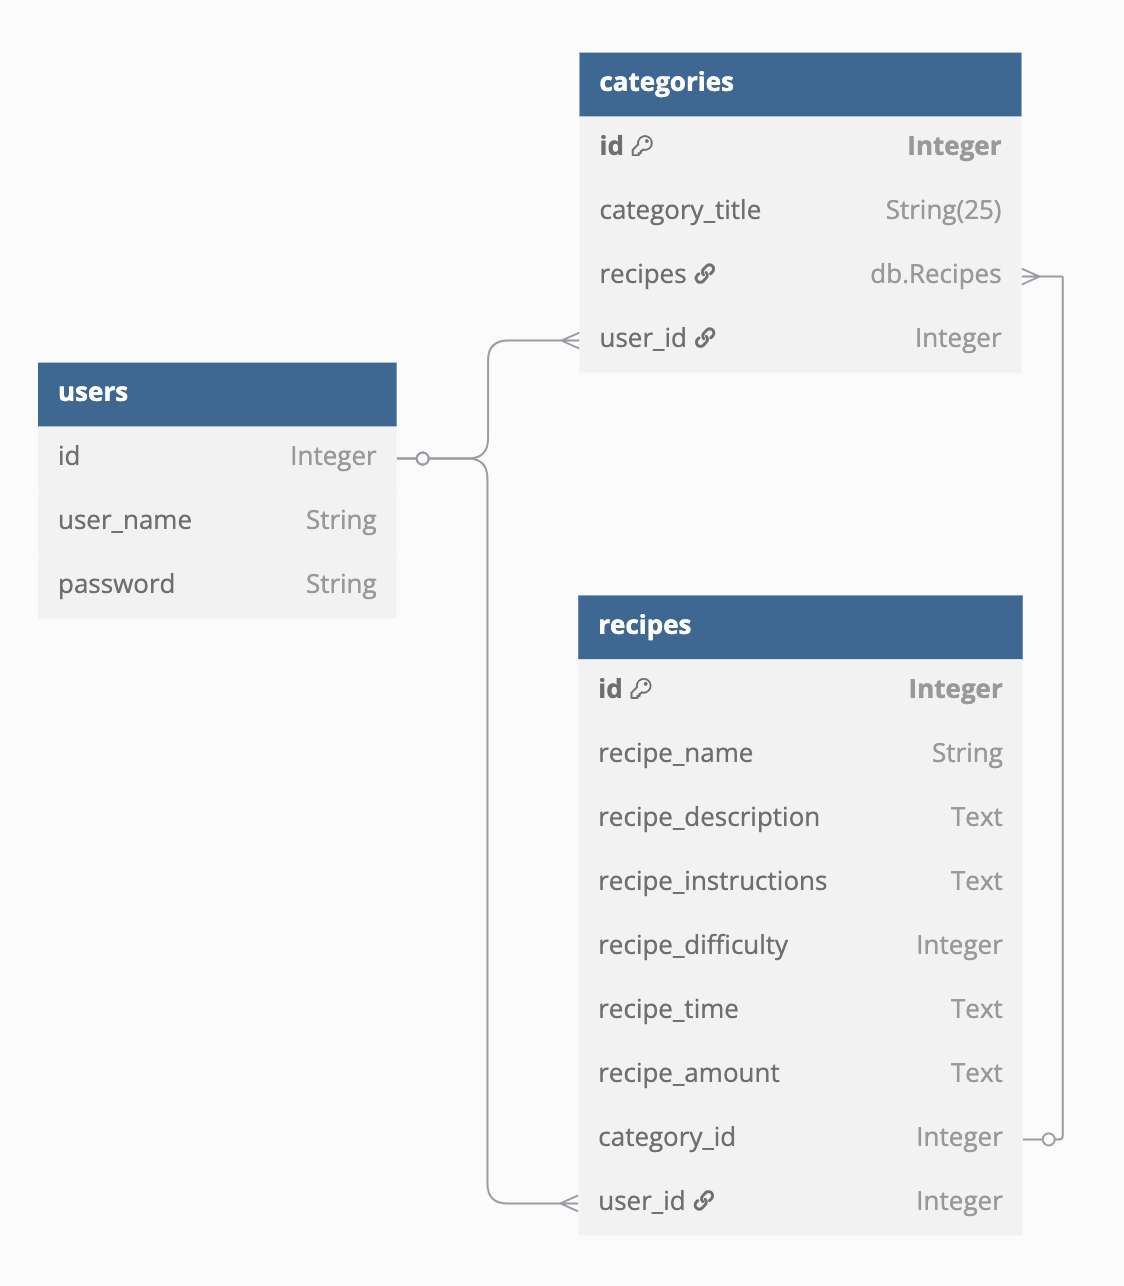 categories
id Integer
category_title String(25)
recipes db.Recipes
user_id Integer
users
id Integer
user_name String
password String
recipes
id Integer
recipe_name String
recipe_description Text
recipe_instructions Text
recipe_difficulty Integer
recipe_time Text
recipe_amount Text
category_id Integer
user_id Integer